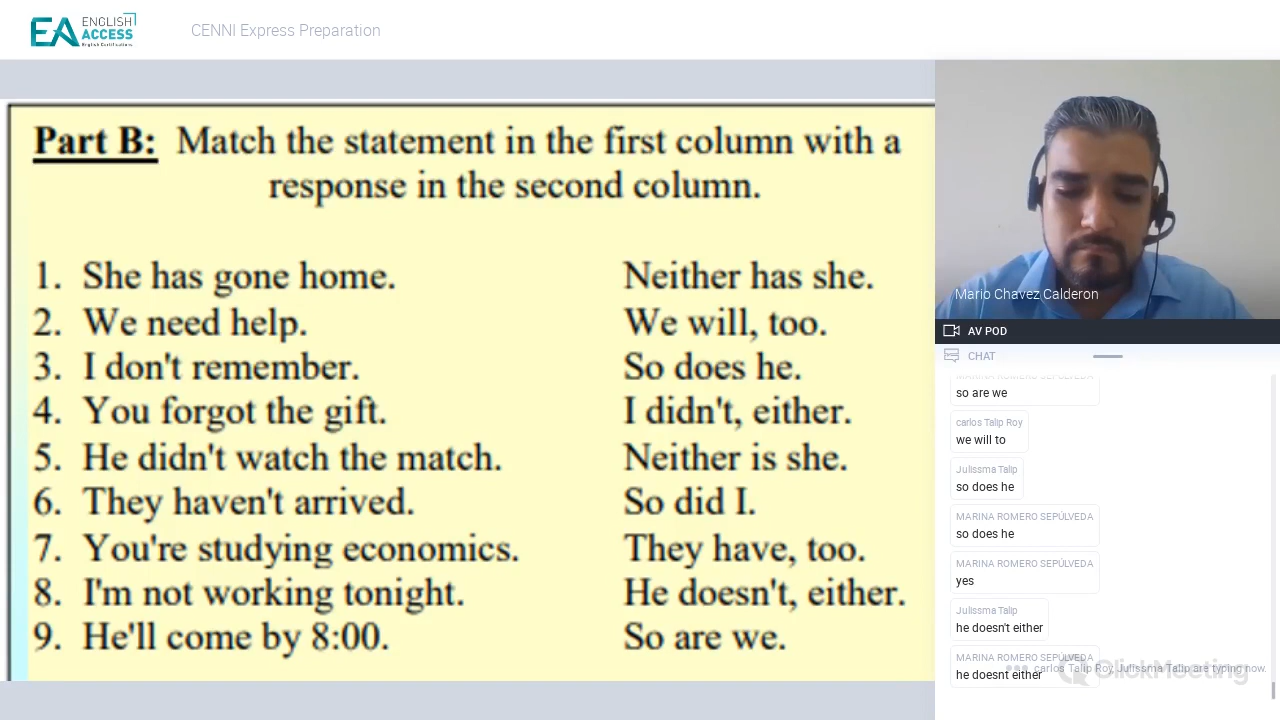 EA ENGLISH ACCESS
English Certifications
CENNI Express Preparation
Part B: Match the statement in the first column with a
response in the second column.
1. She has gone home. Neither has she.
2. We need help. We will, too.
3. I don't remember. So does he.
4. You forgot the gift. I didn't, either.
5. He didn't watch the match. Neither is she.
6. They haven't arrived. So did I.
7. You're studying economics. They have, too.
8. I'm not working tonight. He doesn't, either.
9. He'll come by 8:00. So are we.
Mario Chavez Calderon
AV POD
CHAT
MARINA ROMERO SEPÚLVEDA
so are we
carlos Talip Roy
we will to
Julissma Talip
so does he
MARINA ROMERO SEPÚLVEDA
so does he
MARINA ROMERO SEPÚLVEDA
yes
Julissma Talip
he doesn't either
MARINA ROMERO SEPÚLVEDA
he doesnt either
carlos Talip Roy, Julissma Talip are typing now.
ClickMeeting